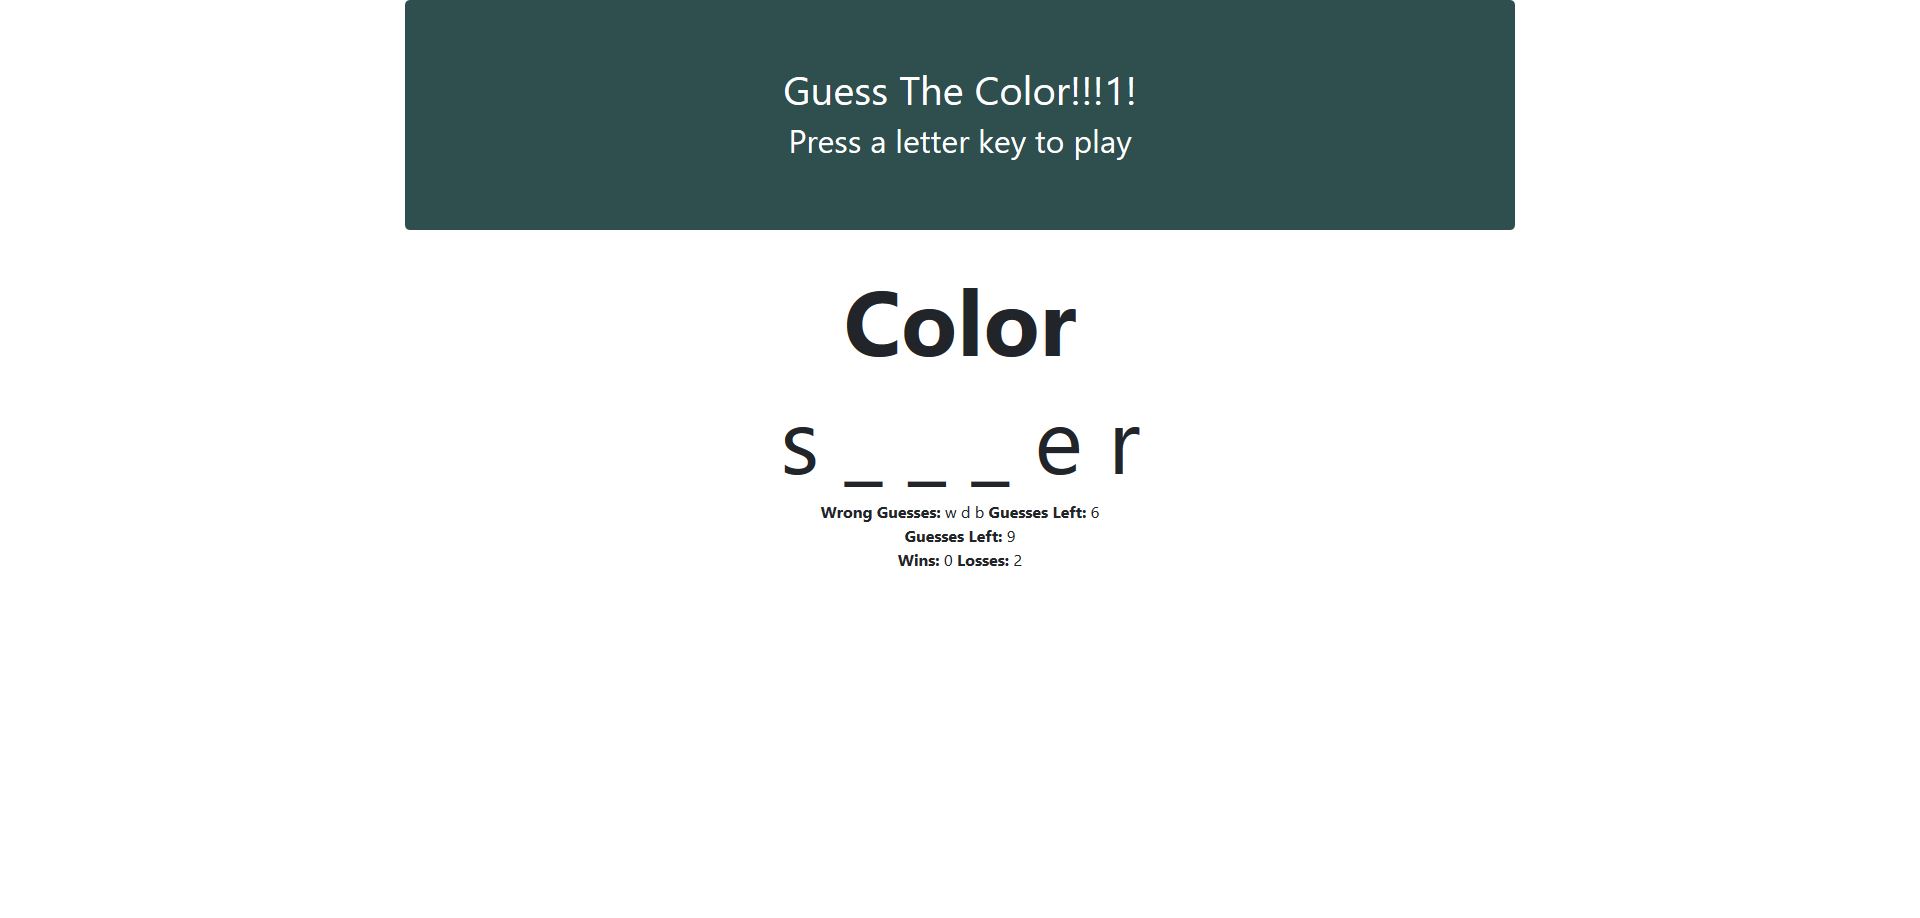 Guess The Color!!!1!
Press a letter key to play
Color
s _ _ _ e r
Wrong Guesses: w d b Guesses Left: 6
Guesses Left: 9
Wins: 0 Losses: 2